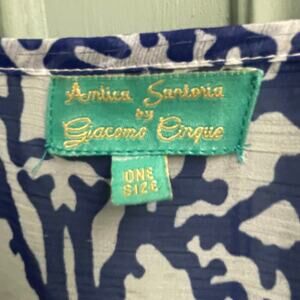 Antica Sartoria
by
Giacomo Cinque
ONE
SIZE